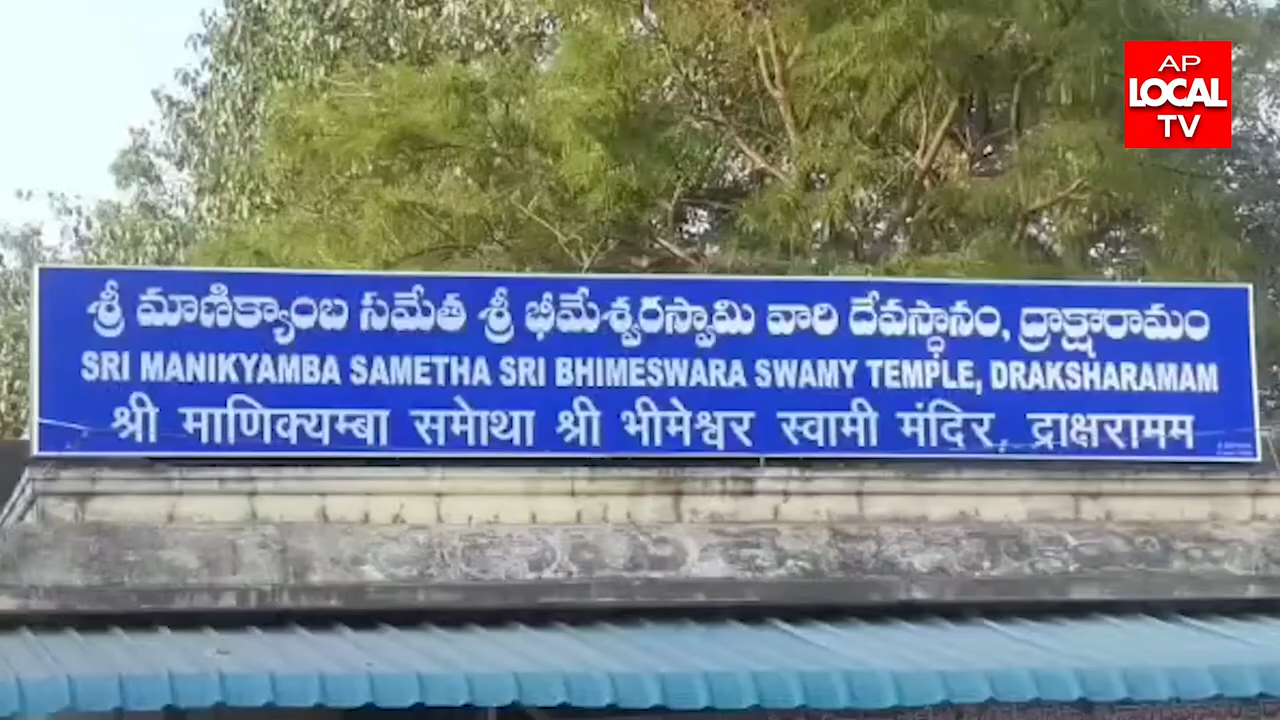 AP
LOCAL
TV
శ్రీ మాణిక్యాంబ సమేత శ్రీ భీమేశ్వరస్వామి వారి దేవస్థానం, ద్రాక్షారామం
SRI MANIKYAMBA SAMETHA SRI BHIMESWARA SWAMY TEMPLE, DRAKSHARAMAM
श्री माणिक्यम्बा समेाथा श्री भीमेश्वर स्वामी मंदिर, द्राक्षरामम